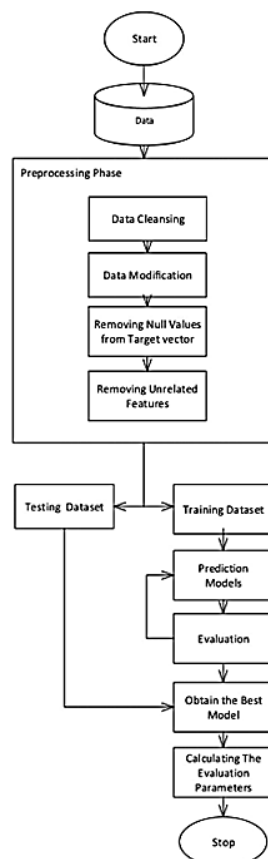 Start
Data
Preprocessing Phase
Data Cleansing
Data Modification
Removing Null Values
from Target vector
Removing Unrelated
Features
Testing Dataset
Training Dataset
Prediction
Models
Evaluation
Obtain the Best
Model
Calculating The
Evaluation
Parameters
Stop